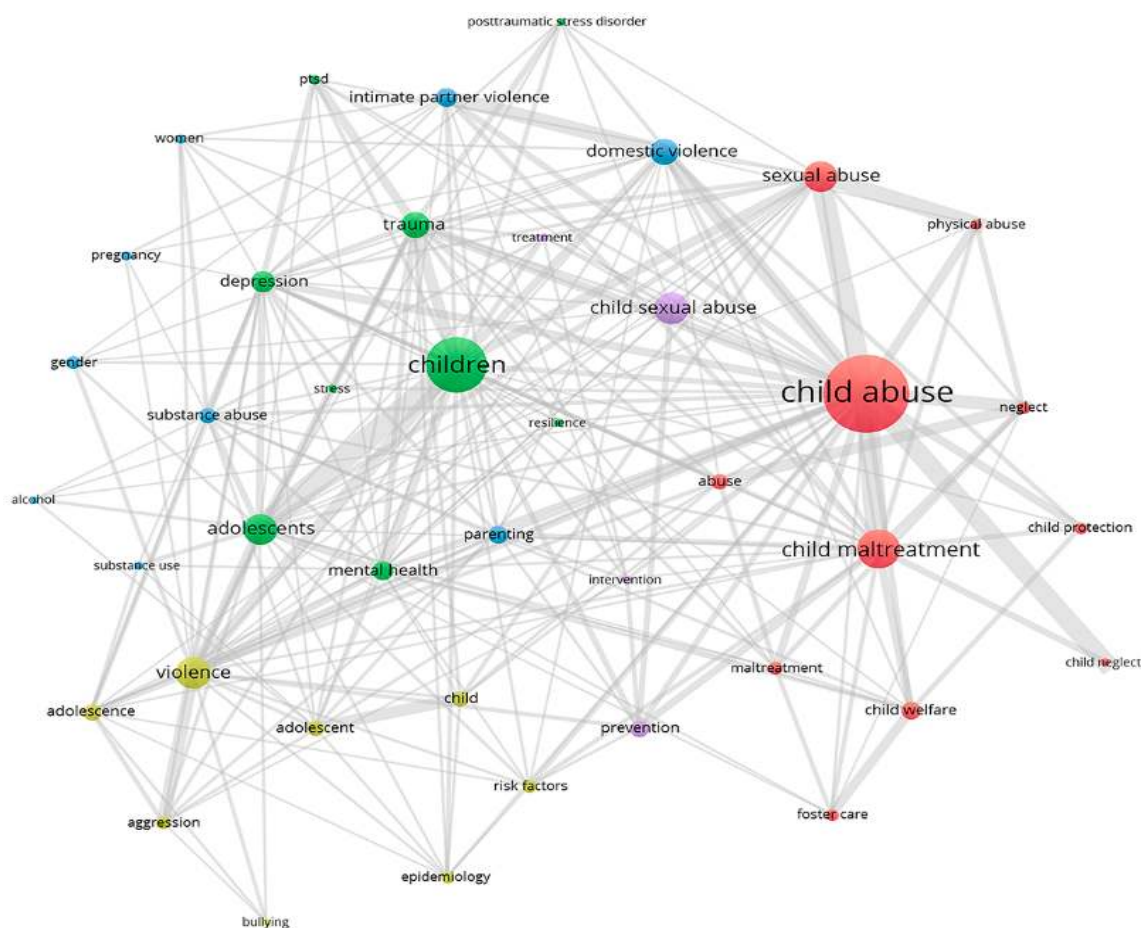 posttraumatic stress disorder
ptsd
intimate partner violence
women
domestic violence
sexual abuse
trauma
treatment
physical abuse
pregnancy
depression
child sexual abuse
gender
children
child abuse
stress
substance abuse
resilience
neglect
abuse
alcohol
adolescents
parenting
child protection
child maltreatment
substance use
mental health
intervention
violence
maltreatment
child neglect
adolescence
adolescent
child
prevention
child welfare
risk factors
aggression
foster care
epidemiology
bullying